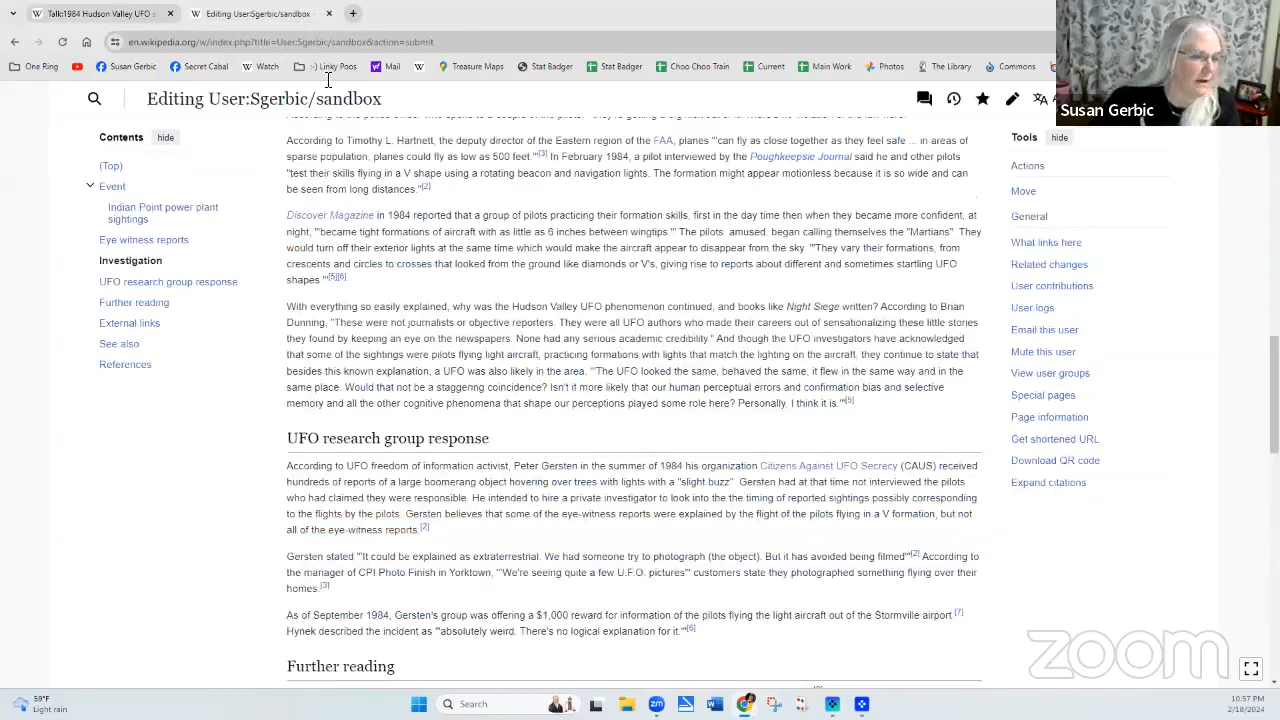 Talk:1984 Hudson Valley UFO s
Editing User:Sgerbic/sandbox
en.wikipedia.org/w/index.php?title=User:Sgerbic/sandbox&action=submit
One Ring
Susan Gerbic
Secret Cabal
Watch
:-) Linky Poos
Mail
Treasure Maps
Stat Badger
Stat Badger
Choo Choo Train
Current
Main Work
Photos
The Library
Zoom
Activism
Susan Gerbic
Editing User:Sgerbic/sandbox
Contents
hide
(Top)
Event
Indian Point power plant
sightings
Eye witness reports
Investigation
UFO research group response
Further reading
External links
See also
References
According to Timothy L. Hartnett, the deputy director of the Eastern region of the FAA, planes "'can fly as close together as they feel safe ... in areas of
sparse population, planes could fly as low as 500 feet.'"[3] In February 1984, a pilot interviewed by the Poughkeepsie Journal said he and other pilots
"test their skills flying in a V shape using a rotating beacon and navigation lights. The formation might appear motionless because it is so wide and can
be seen from long distances."[2]
Discover Magazine in 1984 reported that a group of pilots practicing their formation skills, first in the day time then when they became more confident, at
night, "'became tight formations of aircraft with as little as 6 inches between wingtips.'" The pilots, amused, began calling themselves the "Martians". They
would turn off their exterior lights at the same time which would make the aircraft appear to disappear from the sky. "'They vary their formations, from
crescents and circles to crosses that looked from the ground like diamonds or V's, giving rise to reports about different and sometimes startling UFO
shapes.'"[5][6]
With everything so easily explained, why was the Hudson Valley UFO phenomenon continued, and books like Night Siege written? According to Brian
Dunning, "These were not journalists or objective reporters. They were all UFO authors who made their careers out of sensationalizing these little stories
they found by keeping an eye on the newspapers. None had any serious academic credibility." And though the UFO investigators have acknowledged
that some of the sightings were pilots flying light aircraft, practicing formations with lights that match the lighting on the aircraft, they continue to state that
besides this known explanation, a UFO was also likely in the area. "'The UFO looked the same, behaved the same, it flew in the same way and in the
same place. Would that not be a staggering coincidence? Isn't it more likely that our human perceptual errors and confirmation bias and selective
memory and all the other cognitive phenomena that shape our perceptions played some role here? Personally, I think it is.'"[5]
UFO research group response
According to UFO freedom of information activist, Peter Gersten in the summer of 1984 his organization Citizens Against UFO Secrecy (CAUS) received
hundreds of reports of a large boomerang object hovering over trees with lights with a "slight buzz". Gersten had at that time not interviewed the pilots
who had claimed they were responsible. He intended to hire a private investigator to look into the the timing of reported sightings possibly corresponding
to the flights by the pilots. Gersten believes that some of the eye-witness reports were explained by the flight of the pilots flying in a V formation, but not
all of the eye-witness reports.[2]
Gersten stated "'It could be explained as extraterrestrial. We had someone try to photograph (the object). But it has avoided being filmed'"[2] According to
the manager of CPI Photo Finish in Yorktown, "'We're seeing quite a few U.F.O. pictures'" customers state they photographed something flying over their
homes.[3]
As of September 1984, Gersten's group was offering a $1,000 reward for information of the pilots flying the light aircraft out of the Stormville airport.[7]
Hynek described the incident as "'absolutely weird. There's no logical explanation for it.'"[6]
Further reading
Tools
hide
Actions
Move
General
What links here
Related changes
User contributions
User logs
Email this user
Mute this user
View user groups
Special pages
Page information
Get shortened URL
Download QR code
Expand citations
zoom
59°F
Light rain
Search
10:57 PM
2/18/2024